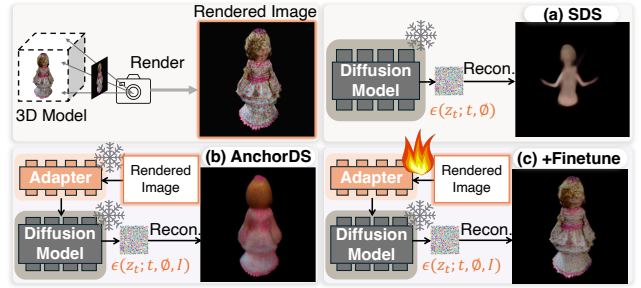 Rendered Image
Render
3D Model
(a) SDS
Diffusion
Model
Recon.
ϵ(z_t; t, ∅)
(b) AnchorDS
Adapter
Rendered
Image
Diffusion
Model
Recon.
ϵ(z_t; t, ∅, I)
(c) +Finetune
Adapter
Rendered
Image
Diffusion
Model
Recon.
ϵ(z_t; t, ∅, I)